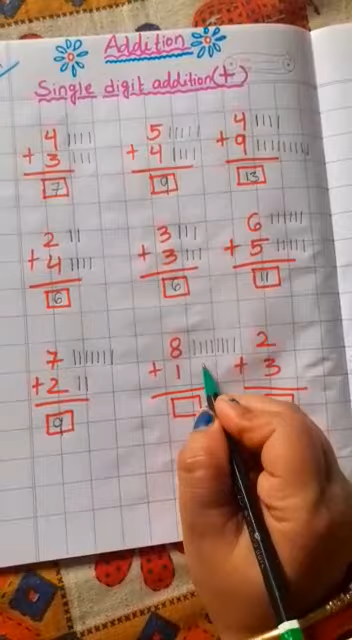 Addition
Single digit addition(+)
4 5 4
+ 3 + 4 + 9
7 9 13
2 3 6
+ 4 + 3 + 5
6 6 11
7 8 2
+ 2 + 1 + 3
9